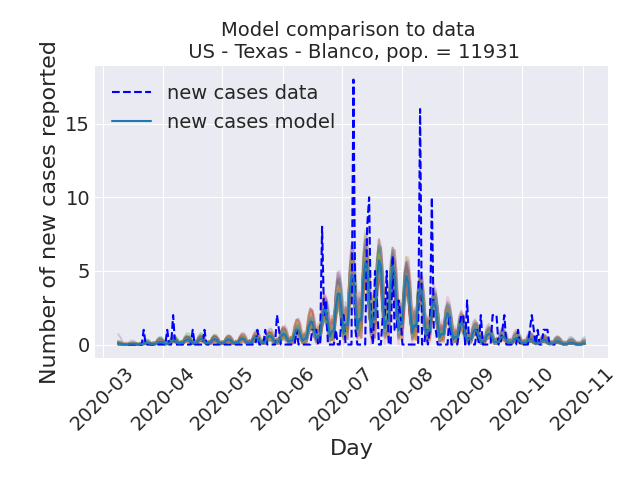 Model comparison to data
US - Texas - Blanco, pop. = 11931
Number of new cases reported
new cases data
new cases model
15
10
5
0
2020-03
2020-04
2020-05
2020-06
2020-07
2020-08
2020-09
2020-10
2020-11
Day